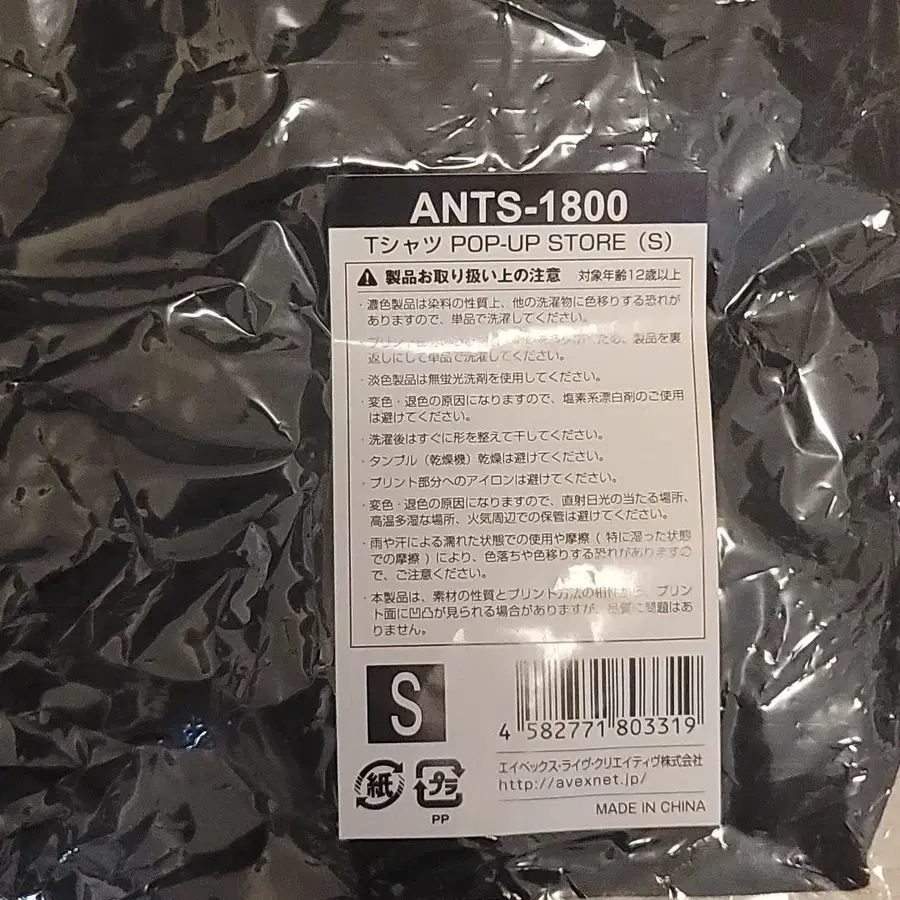 ANTS-1800
Tシャツ POP-UP STORE（S）
製品お取り扱い上の注意 対象年齢12歳以上
・濃色製品は染料の性質上、他の洗濯物に色移りする恐れが
ありますので、単品で洗濯してください。
・プリント ため、製品を裏
返しにして単品で洗濯してください。
・淡色製品は無蛍光洗剤を使用してください。
・変色・退色の原因になりますので、塩素系漂白剤のご使用
は避けてください。
・洗濯後はすぐに形を整えて干してください。
・タンブル（乾燥機）乾燥は避けてください。
・プリント部分へのアイロンは避けてください。
・変色・退色の原因になりますので、直射日光の当たる場所、
高温多湿な場所、火気周辺での保管は避けてください。
・雨や汗による濡れた状態での使用や摩擦 ( 特に湿った状態
での摩擦 ) により、色落ちや色移りする恐れがありますの
で、ご注意ください。
・本製品は、素材の性質とプリント方法の相性から、プリン
ト面に凹凸が見られる場合がありますが、品質に問題はあ
りません。
S
4 582771 803319
エイベックス・ライヴ・クリエイティヴ株式会社
http://avexnet.jp/
紙
プラ
PP
MADE IN CHINA